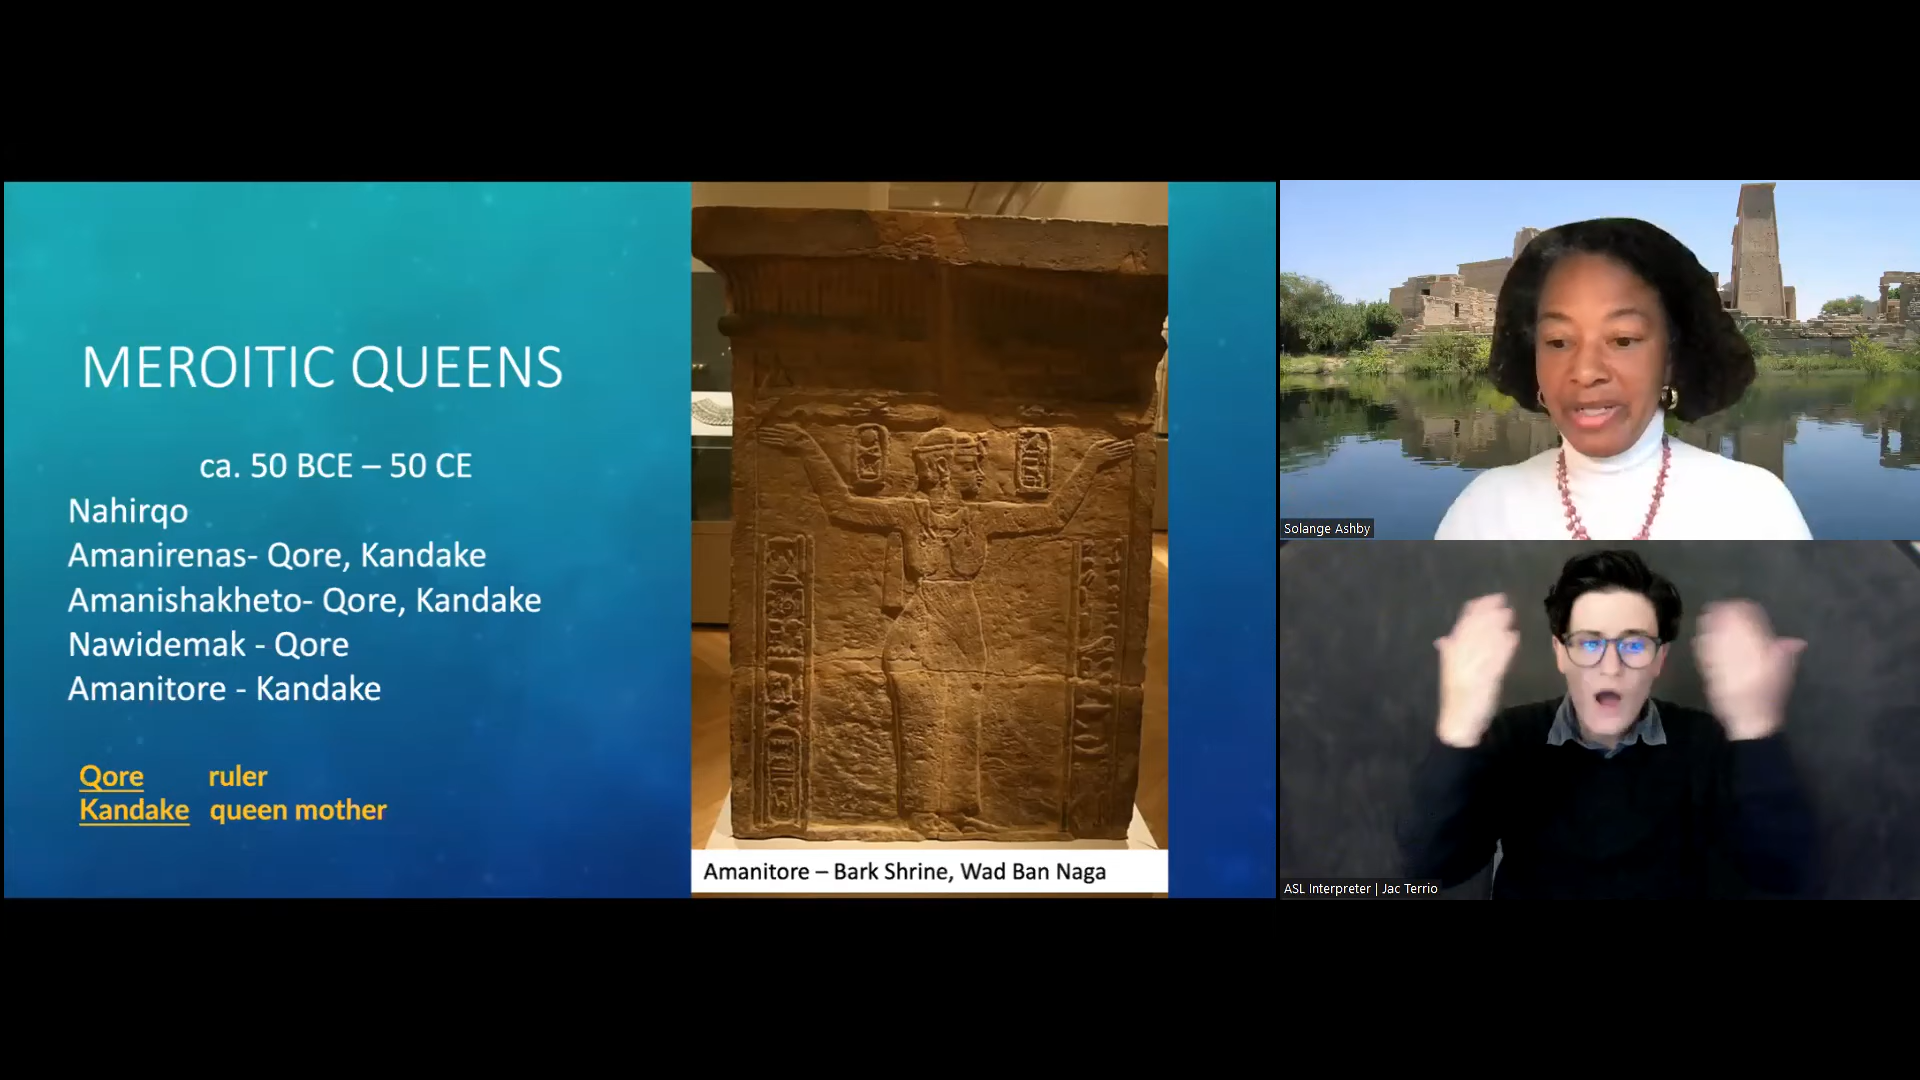 MEROITIC QUEENS
ca. 50 BCE – 50 CE
Nahirqo
Amanirenas- Qore, Kandake
Amanishakheto- Qore, Kandake
Nawidemak - Qore
Amanitore - Kandake
Qore ruler
Kandake queen mother
Amanitore – Bark Shrine, Wad Ban Naga
Solange Ashby
ASL Interpreter | Jac Terrio